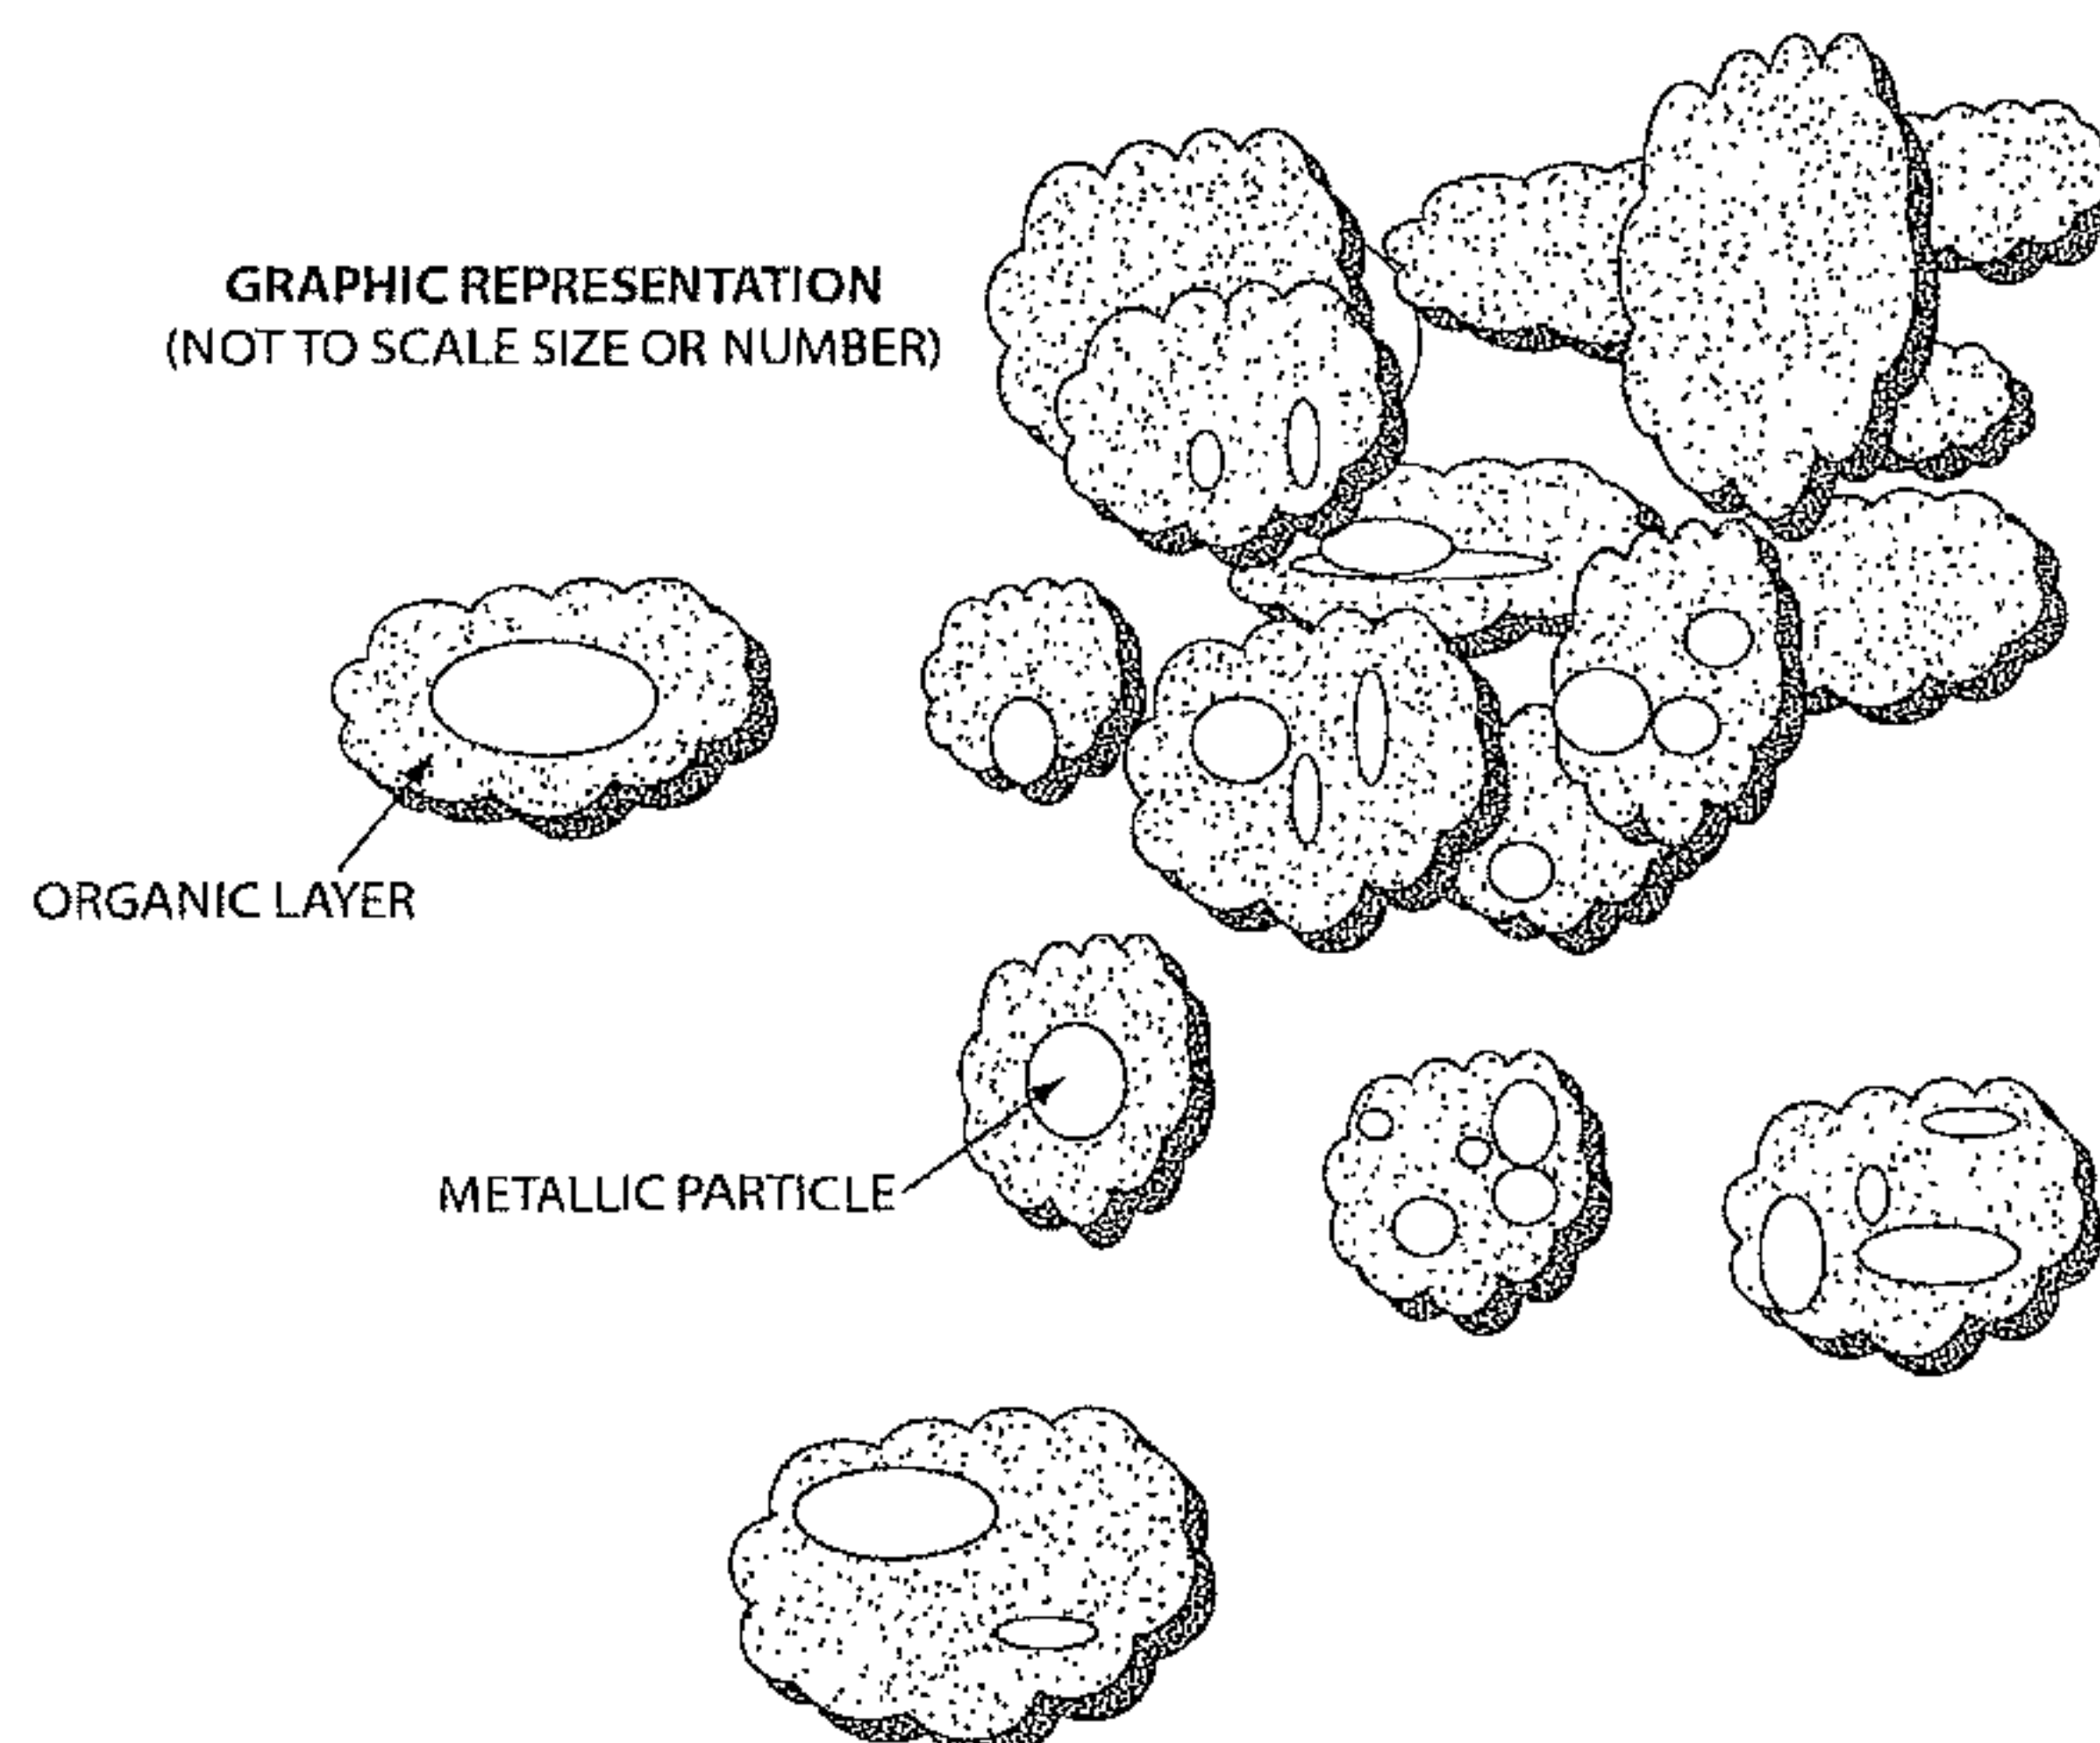 GRAPHIC REPRESENTATION
(NOT TO SCALE SIZE OR NUMBER)
ORGANIC LAYER
METALLIC PARTICLE